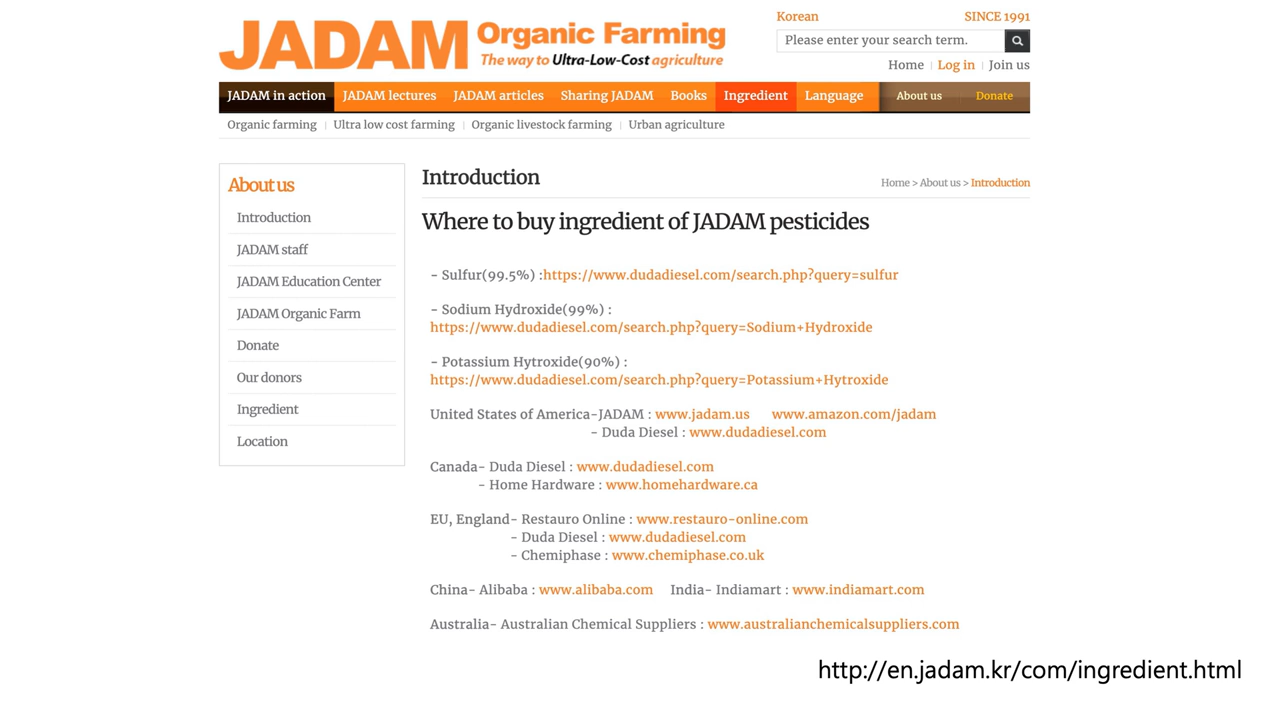 JADAM Organic Farming
The way to Ultra-Low-Cost agriculture
Korean SINCE 1991
Please enter your search term.
Home Log in Join us
JADAM in action JADAM lectures JADAM articles Sharing JADAM Books Ingredient Language About us Donate
Organic farming Ultra low cost farming Organic livestock farming Urban agriculture
About us
Introduction
JADAM staff
JADAM Education Center
JADAM Organic Farm
Donate
Our donors
Ingredient
Location
Introduction
Home > About us > Introduction
Where to buy ingredient of JADAM pesticides
- Sulfur(99.5%) :https://www.dudadiesel.com/search.php?query=sulfur
- Sodium Hydroxide(99%) :
https://www.dudadiesel.com/search.php?query=Sodium+Hydroxide
- Potassium Hytroxide(90%) :
https://www.dudadiesel.com/search.php?query=Potassium+Hytroxide
United States of America-JADAM : www.jadam.us www.amazon.com/jadam
- Duda Diesel : www.dudadiesel.com
Canada- Duda Diesel : www.dudadiesel.com
- Home Hardware : www.homehardware.ca
EU, England- Restauro Online : www.restauro-online.com
- Duda Diesel : www.dudadiesel.com
- Chemiphase : www.chemiphase.co.uk
China- Alibaba : www.alibaba.com India- Indiamart : www.indiamart.com
Australia- Australian Chemical Suppliers : www.australianchemicalsuppliers.com
http://en.jadam.kr/com/ingredient.html